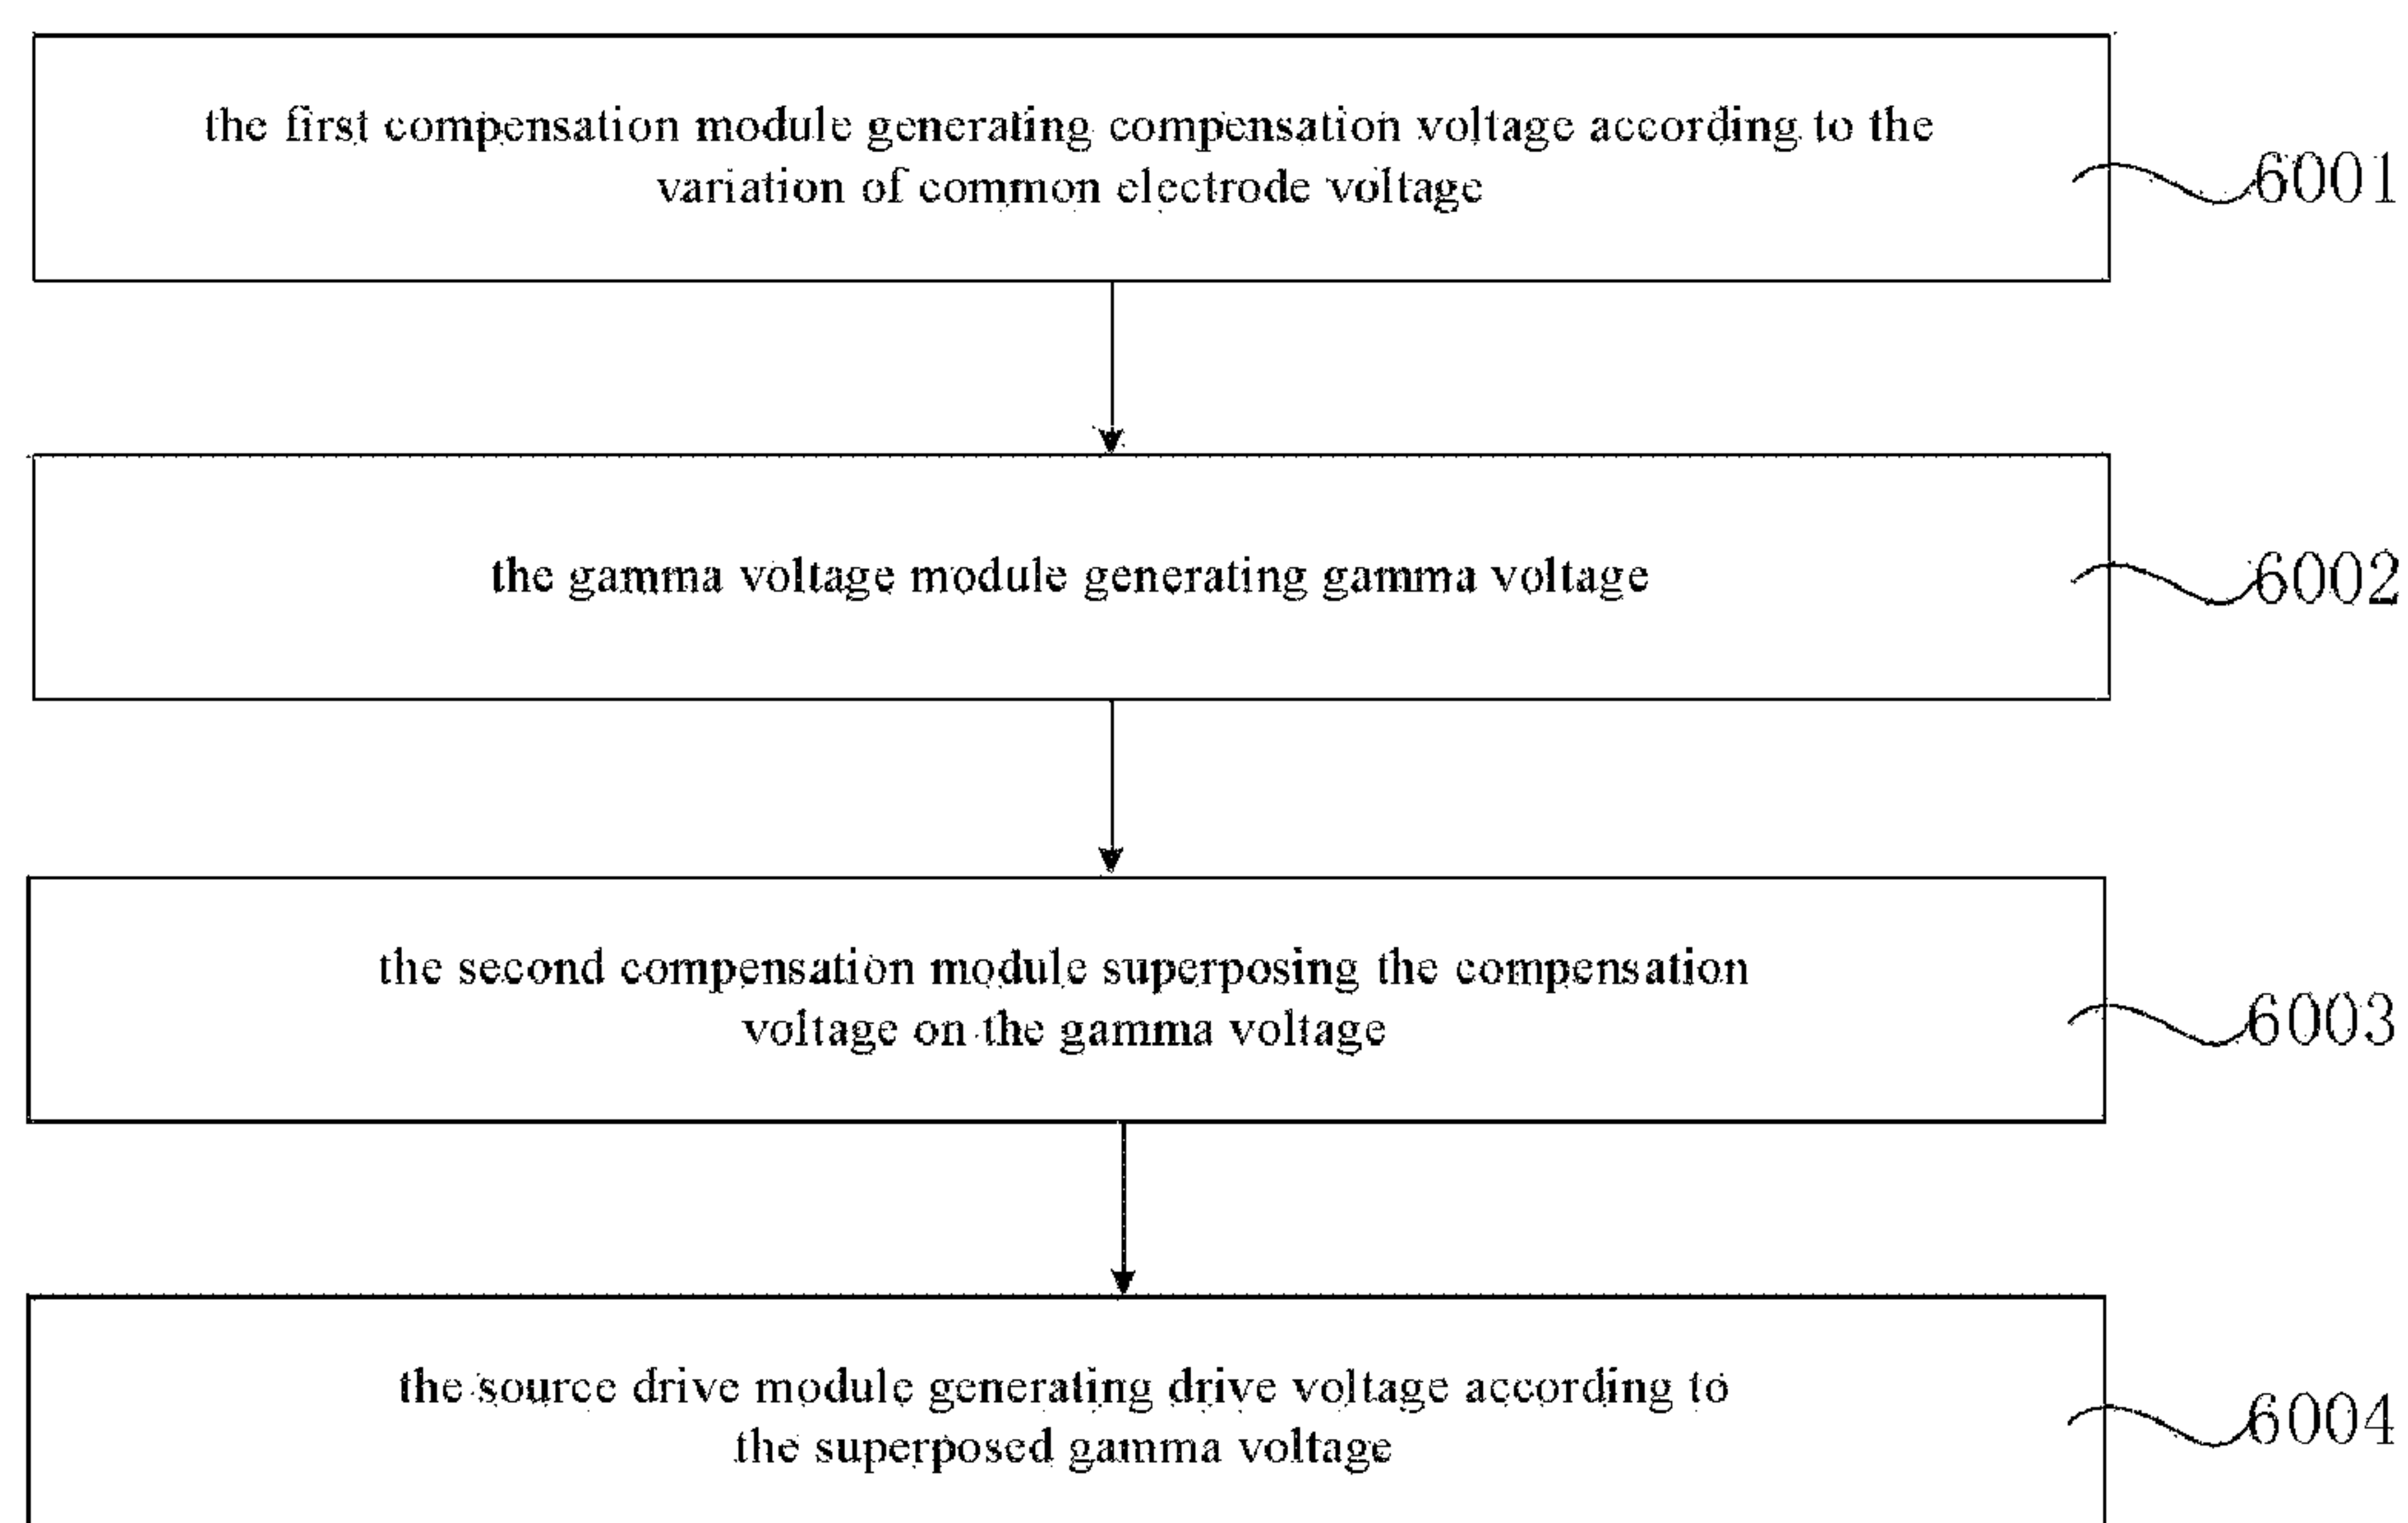 the first compensation module generating compensation voltage according to the
variation of common electrode voltage
6001
the gamma voltage module generating gamma voltage
6002
the second compensation module superposing the compensation
voltage on the gamma voltage
6003
the source drive module generating drive voltage according to
the superposed gamma voltage
6004